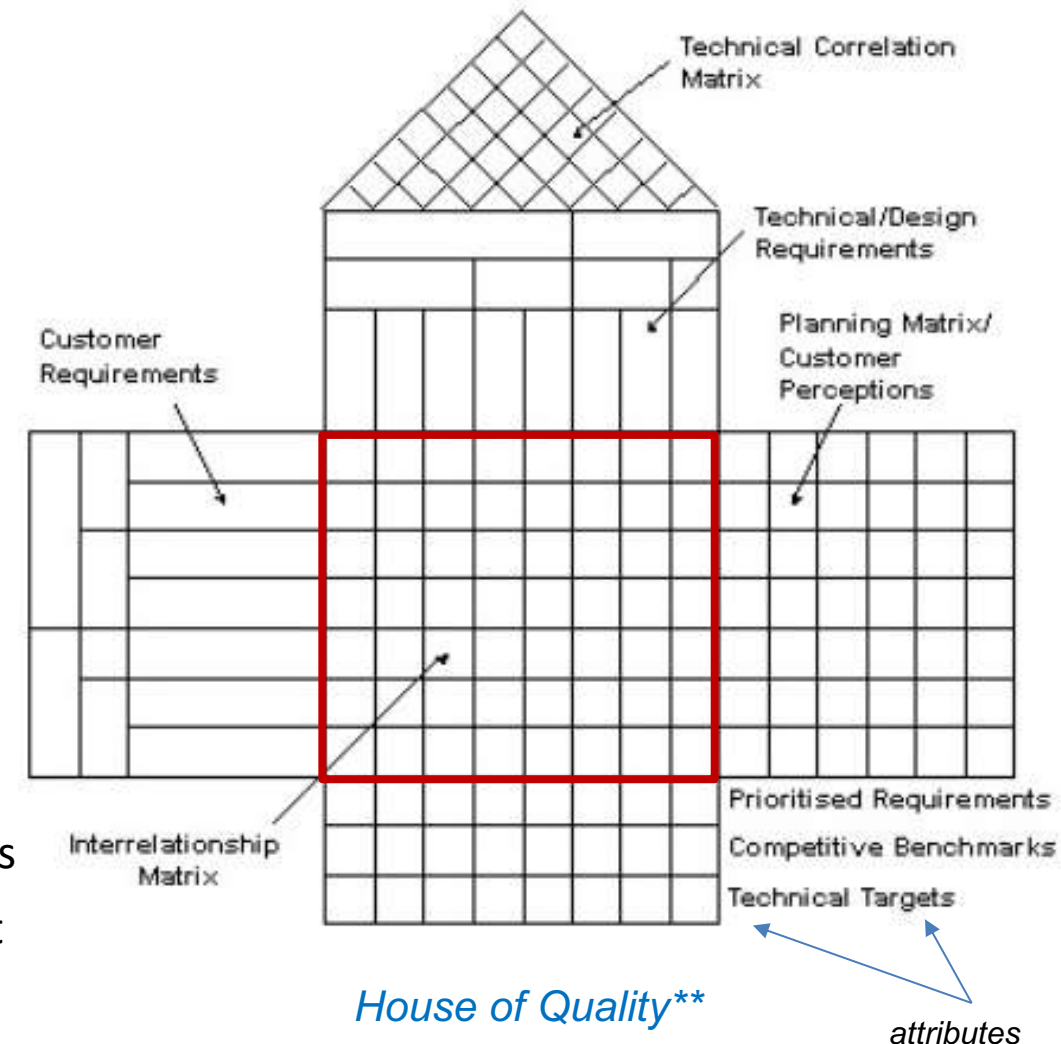 Technical Correlation
Matrix
Technical/Design
Requirements
Planning Matrix/
Customer
Perceptions
Customer
Requirements
Interrelationship
Matrix
Prioritised Requirements
Competitive Benchmarks
Technical Targets
s
t
House of Quality**
attributes